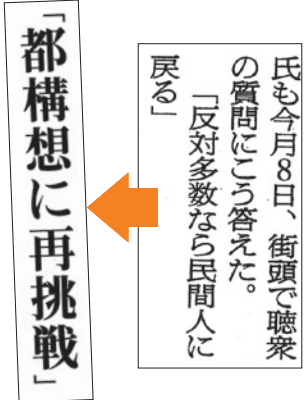 氏も今月8日、街頭で聴衆
の質問にこう答えた。
「反対多数なら民間人に
戻る」
「都構想に再挑戦」